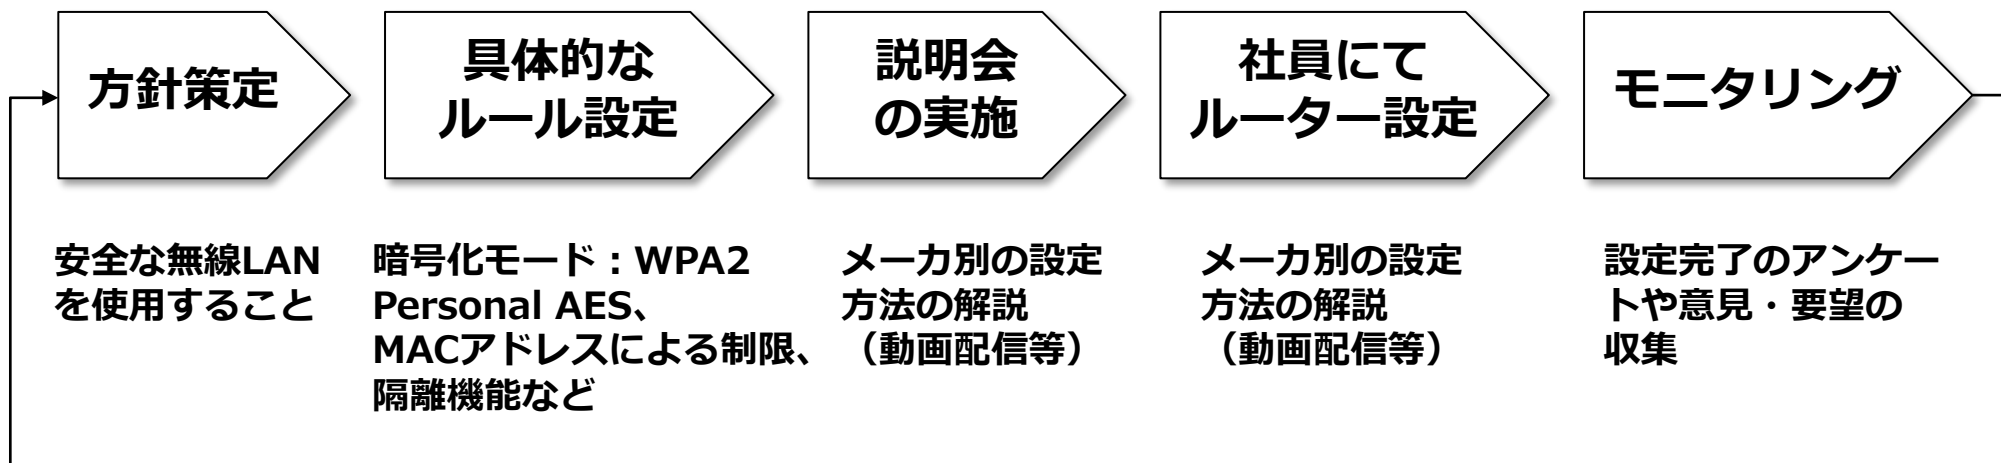 方針策定
具体的な
ルール設定
説明会
の実施
社員にて
ルーター設定
モニタリング
安全な無線LAN
を使用すること
暗号化モード：WPA2
Personal AES、
MACアドレスによる制限、
隔離機能など
メーカ別の設定
方法の解説
（動画配信等）
メーカ別の設定
方法の解説
（動画配信等）
設定完了のアンケー
トや意見・要望の
収集